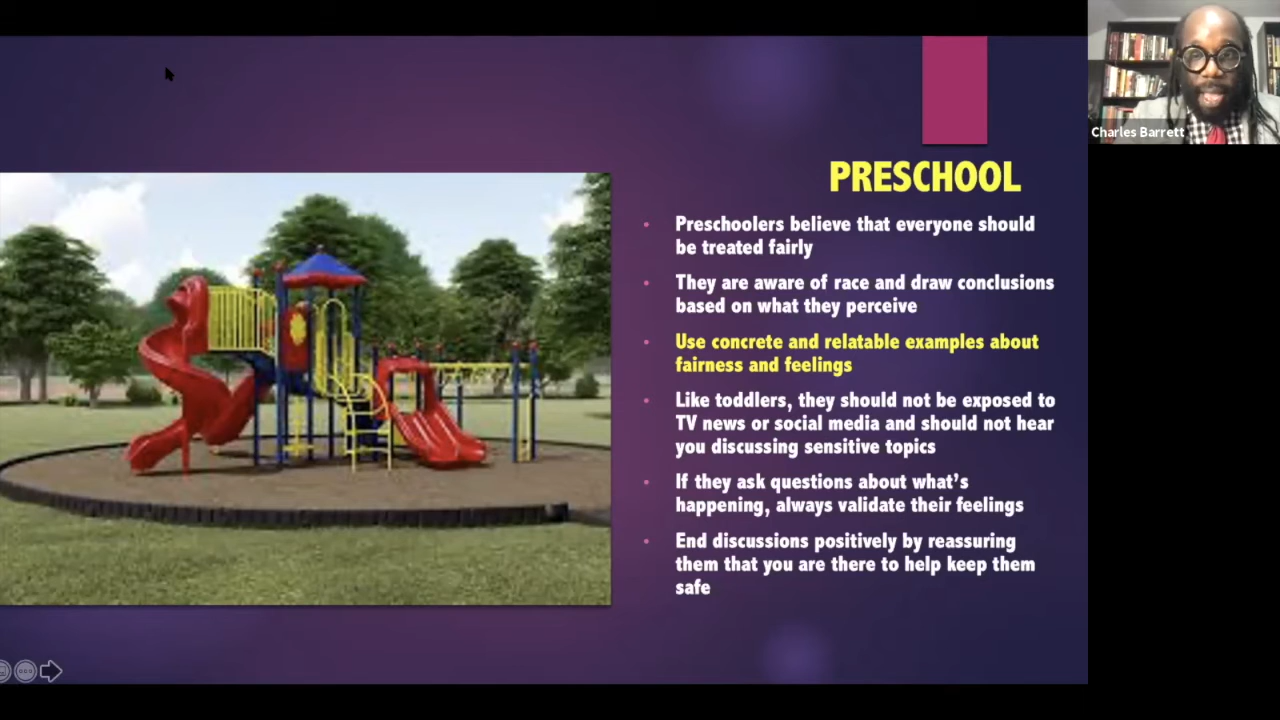 Charles Barrett
PRESCHOOL
Preschoolers believe that everyone should
be treated fairly
They are aware of race and draw conclusions
based on what they perceive
Use concrete and relatable examples about
fairness and feelings
Like toddlers, they should not be exposed to
TV news or social media and should not hear
you discussing sensitive topics
If they ask questions about what's
happening, always validate their feelings
End discussions positively by reassuring
them that you are there to help keep them
safe